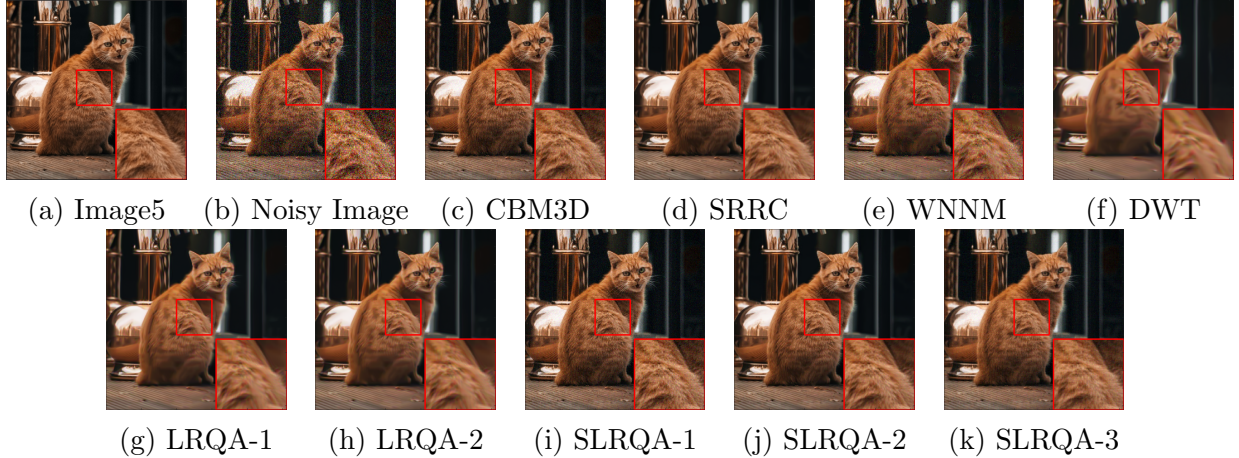 (a) Image5 (b) Noisy Image (c) CBM3D (d) SRRC (e) WNNM (f) DWT
(g) LRQA-1 (h) LRQA-2 (i) SLRQA-1 (j) SLRQA-2 (k) SLRQA-3